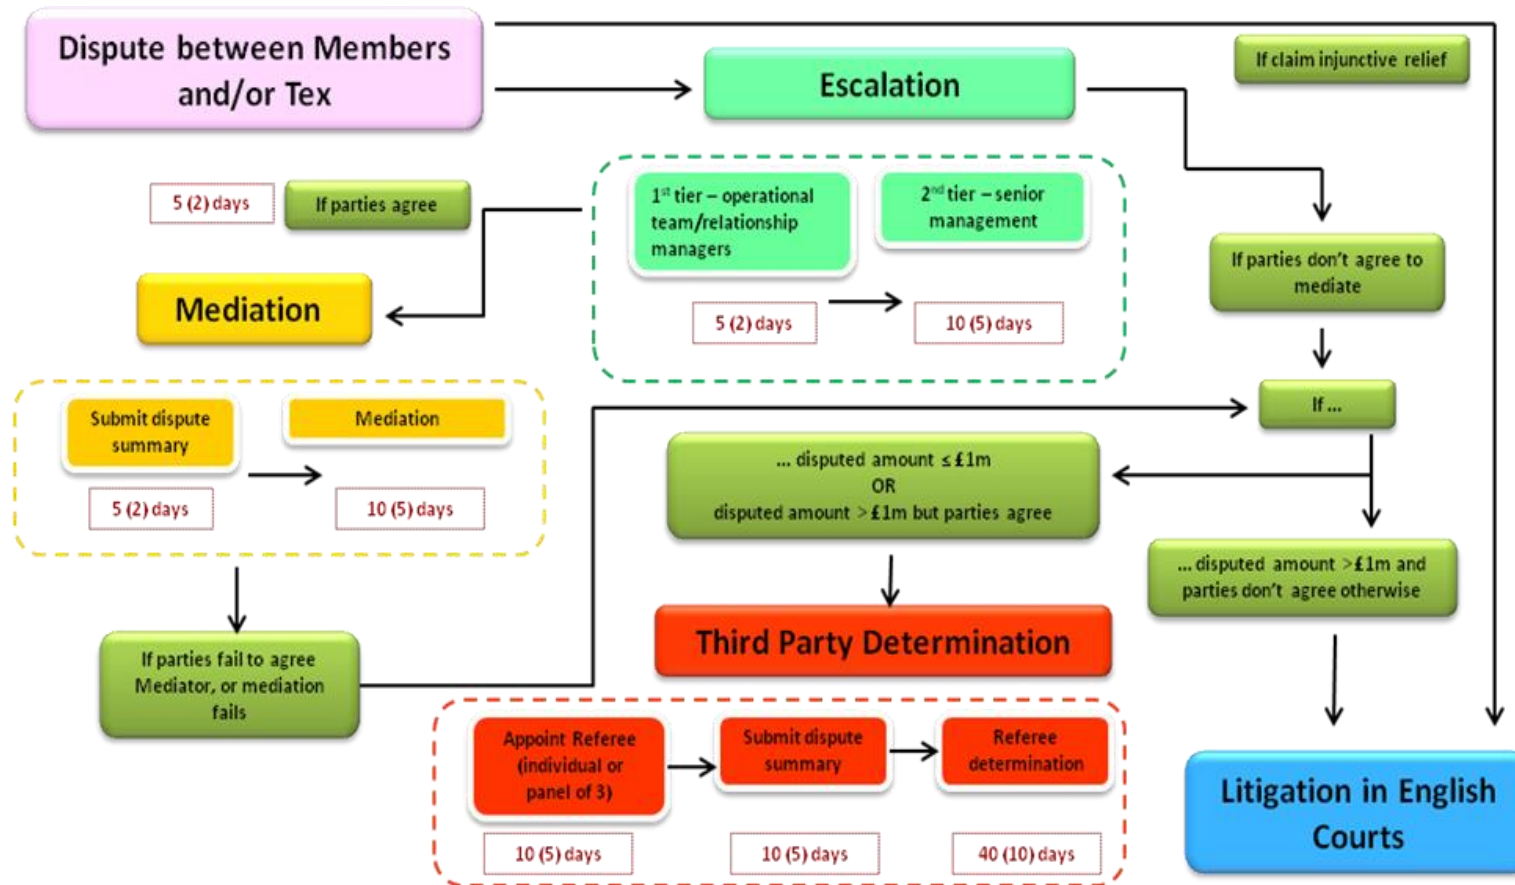 Dispute between Members
and/or Tex
Escalation
If claim injunctive relief
5 (2) days
If parties agree
1st tier – operational
team/relationship
managers
2nd tier – senior
management
5 (2) days
10 (5) days
If parties don't agree to
mediate
Mediation
Submit dispute
summary
Mediation
5 (2) days
10 (5) days
If ...
... disputed amount ≤ £1m
OR
disputed amount > £1m but parties agree
... disputed amount >£1m and
parties don't agree otherwise
If parties fail to agree
Mediator, or mediation
fails
Third Party Determination
Appoint Referee
(individual or
panel of 3)
Submit dispute
summary
Referee
determination
10 (5) days
10 (5) days
40 (10) days
Litigation in English
Courts